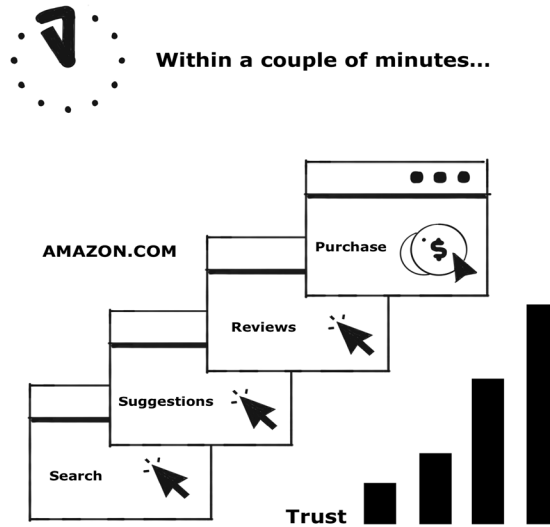 Within a couple of minutes...
AMAZON.COM
Purchase
$
Reviews
Suggestions
Search
Trust